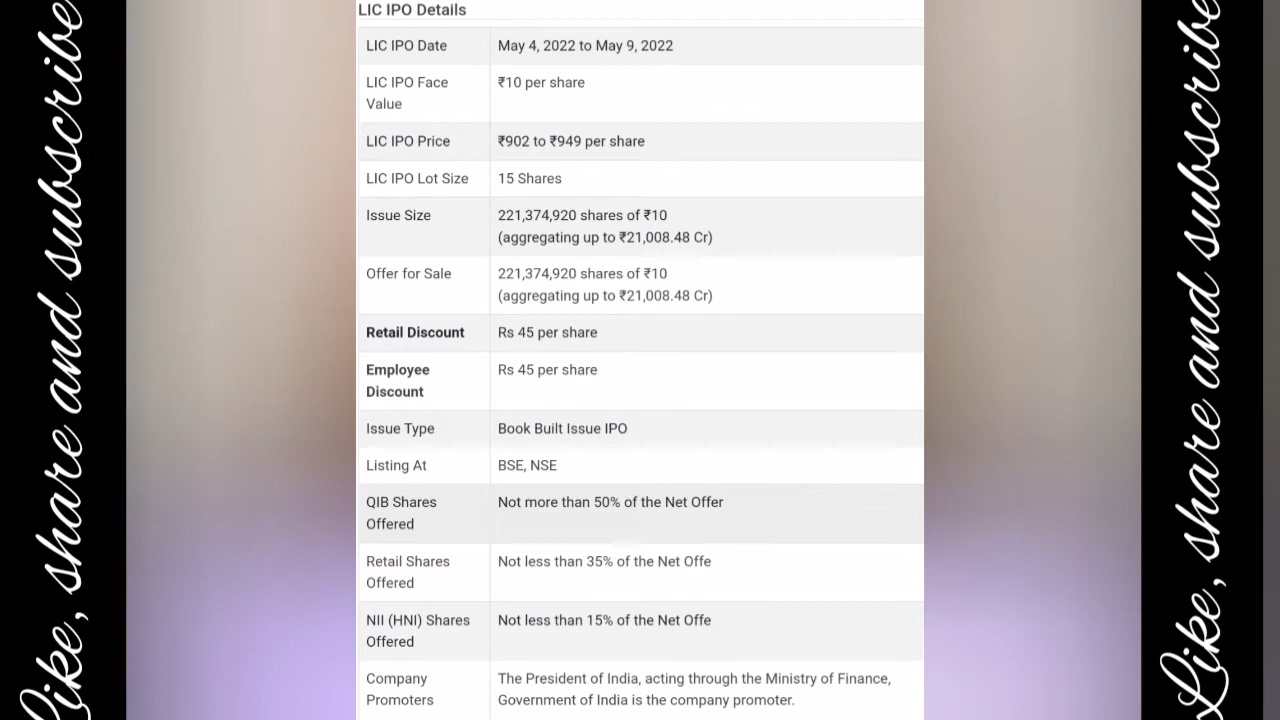 LIC IPO Details
LIC IPO Date May 4, 2022 to May 9, 2022
LIC IPO Face ₹10 per share
Value
LIC IPO Price ₹902 to ₹949 per share
LIC IPO Lot Size 15 Shares
Issue Size 221,374,920 shares of ₹10
(aggregating up to ₹21,008.48 Cr)
Offer for Sale 221,374,920 shares of ₹10
(aggregating up to ₹21,008.48 Cr)
Retail Discount Rs 45 per share
Employee Rs 45 per share
Discount
Issue Type Book Built Issue IPO
Listing At BSE, NSE
QIB Shares Not more than 50% of the Net Offer
Offered
Retail Shares Not less than 35% of the Net Offe
Offered
NII (HNI) Shares Not less than 15% of the Net Offe
Offered
Company The President of India, acting through the Ministry of Finance,
Promoters Government of India is the company promoter.
Like, share and subscribe
Like, share and subscribe